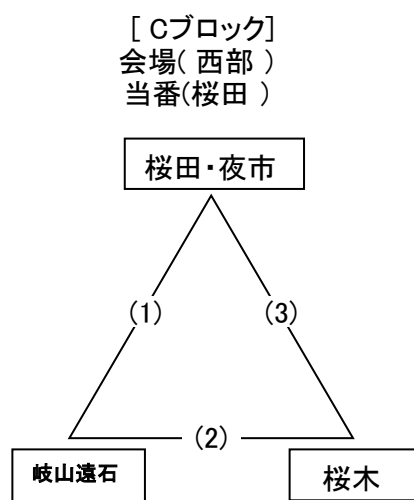 [ Cブロック]
会場( 西部 )
当番(桜田 )
桜田・夜市
(1)
(3)
(2)
岐山遠石
桜木